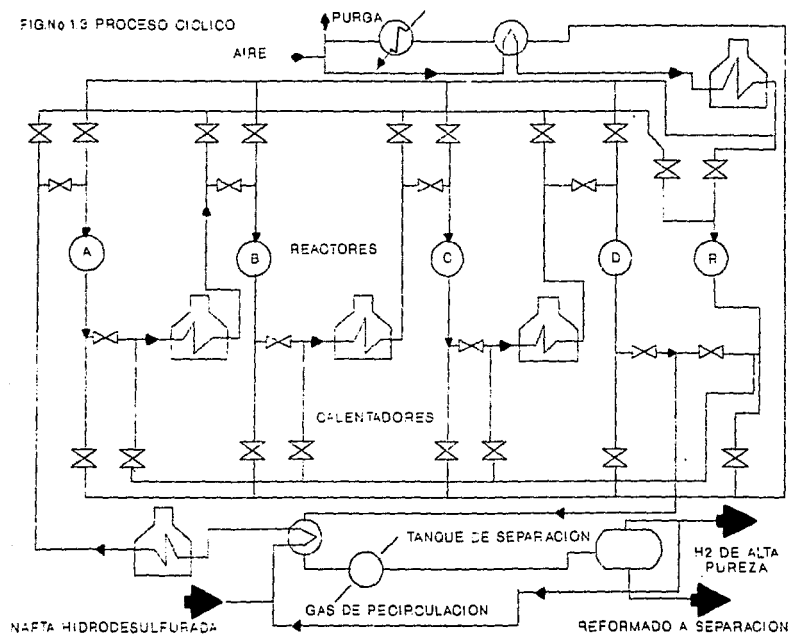 FIG.No 1.3 PROCESO CICLICO
PURGA
AIRE
A
B
REACTORES
C
D
R
CALENTADORES
TANQUE DE SEPARACION
H2 DE ALTA
PUREZA
GAS DE RECIRCULACION
NAFTA HIDRODESULFURADA
REFORMADO A SEPARACION